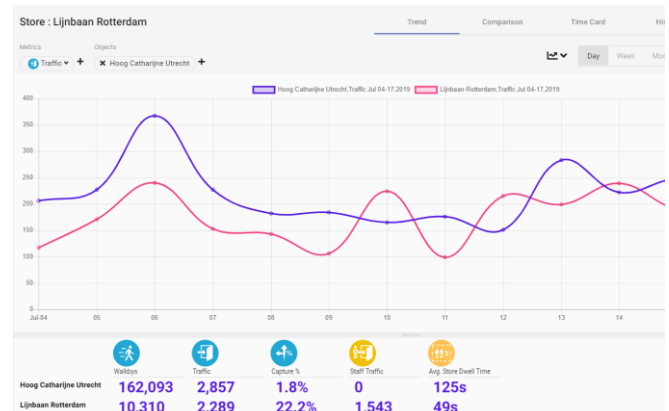 Store : Lijnbaan Rotterdam
Trend Comparison Time Card
Metrics Objects
Traffic + × Hoog Catharijne Utrecht +
Day Week
Hoog Catharijne Utrecht,Traffic Jul 04-17,2019 Lijnbaan Rotterdam,Traffic Jul 04-17,2019
400
350
300
250
200
150
100
50
0
Jul-04 05 06 07 08 09 10 11 12 13 14
Walkbys Traffic Capture % Staff Traffic Avg. Store Dwell Time
Hoog Catharijne Utrecht 162,093 2,857 1.8% 0 125s
Lijnbaan Rotterdam 10,310 2,289 22.2% 1,543 49s